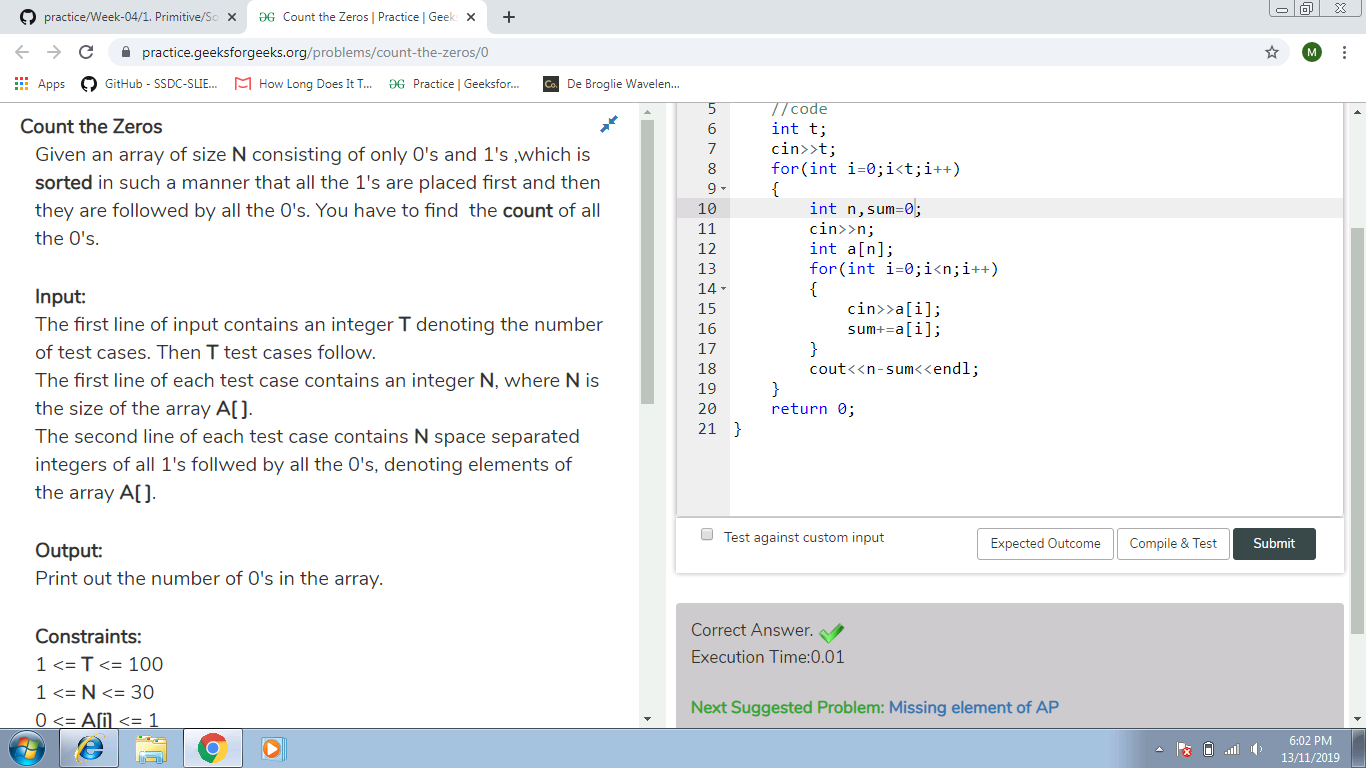 practice/Week-04/1. Primitive/So
Count the Zeros | Practice | Geek
practice.geeksforgeeks.org/problems/count-the-zeros/0
M
Apps
GitHub - SSDC-SLIE...
How Long Does It T...
Practice | Geeksfor...
Co.
De Broglie Wavelen...
Count the Zeros
Given an array of size N consisting of only 0's and 1's ,which is
sorted in such a manner that all the 1's are placed first and then
they are followed by all the 0's. You have to find the count of all
the 0's.
Input:
The first line of input contains an integer T denoting the number
of test cases. Then T test cases follow.
The first line of each test case contains an integer N, where N is
the size of the array A[ ].
The second line of each test case contains N space separated
integers of all 1's follwed by all the 0's, denoting elements of
the array A[ ].
Output:
Print out the number of 0's in the array.
Constraints:
1 <= T <= 100
1 <= N <= 30
0 <= A[i] <= 1
5 //code
6 int t;
7 cin>>t;
8 for(int i=0;i<t;i++)
9 {
10 int n,sum=0;
11 cin>>n;
12 int a[n];
13 for(int i=0;i<n;i++)
14 {
15 cin>>a[i];
16 sum+=a[i];
17 }
18 cout<<n-sum<<endl;
19 }
20 return 0;
21 }
Test against custom input
Expected Outcome
Compile & Test
Submit
Correct Answer.
Execution Time:0.01
Next Suggested Problem: Missing element of AP
6:02 PM
13/11/2019